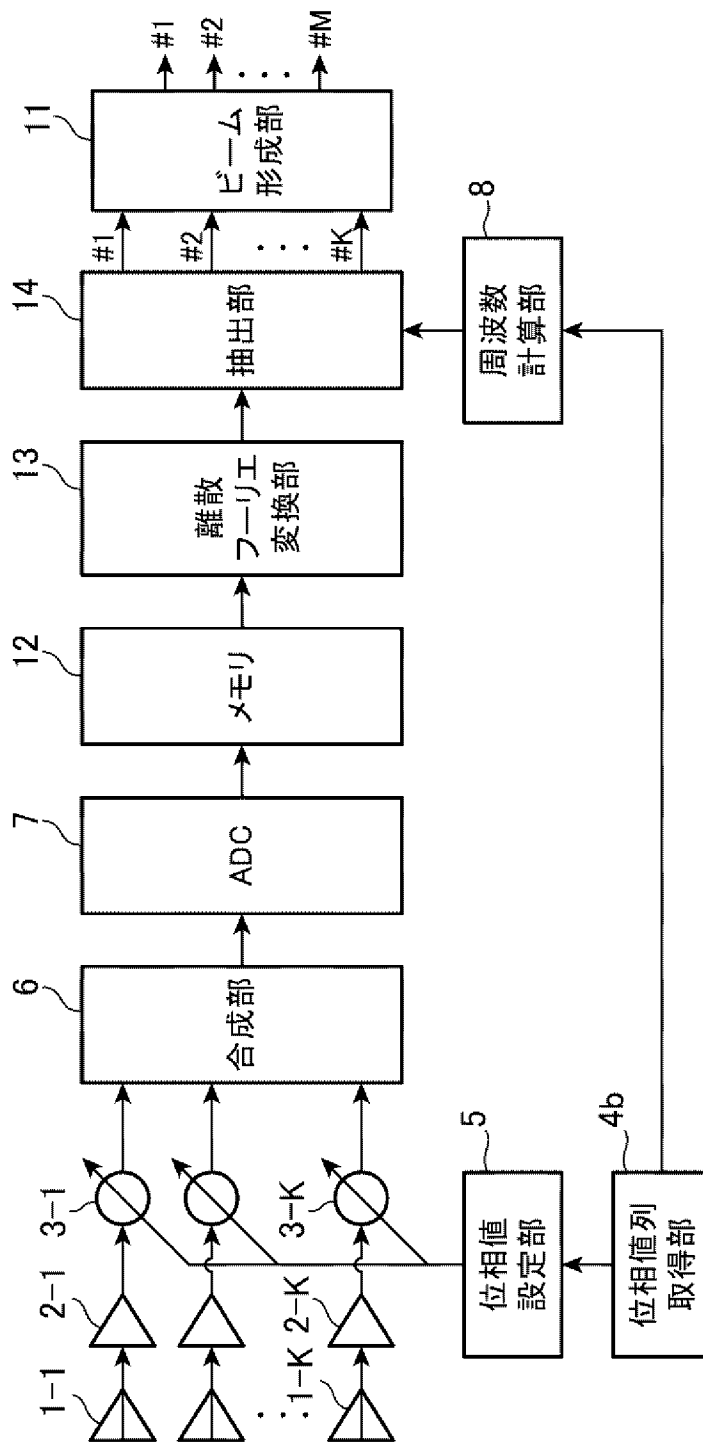 1-1
2-1
3-1
6
合成部
7
ADC
12
メモリ
13
離散
フーリエ
変換部
14
抽出部
#1
#2
・・・
#K
11
ビーム
形成部
#1
#2
・・・
#M
・・・
1-K
2-K
3-K
5
位相値
設定部
4b
位相値列
取得部
8
周波数
計算部